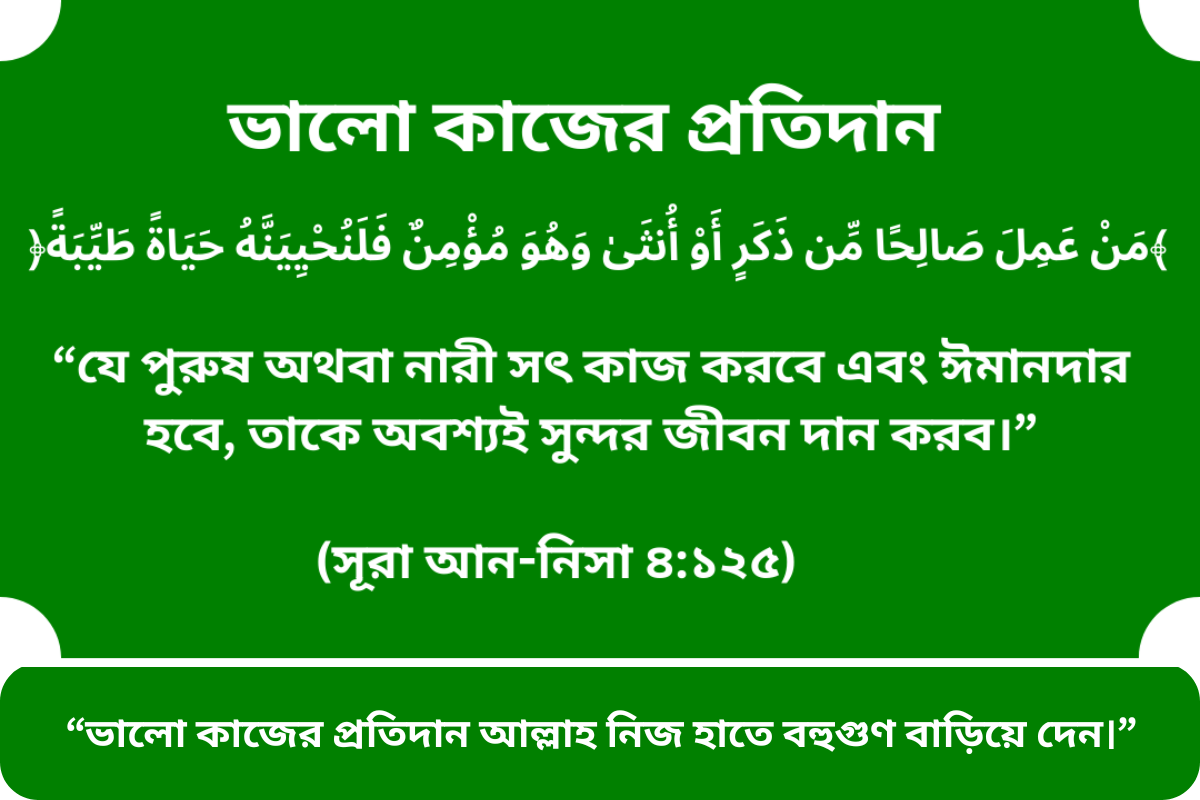 ভালো কাজের প্রতিদান
﴿مَنْ عَمِلَ صَالِحًا مِّن ذَكَرٍ أَوْ أُنثَىٰ وَهُوَ مُؤْمِنٌ فَلَنُحْيِيَنَّهُ حَيَاةً طَيِّبَةً﴾
“যে পুরুষ অথবা নারী সৎ কাজ করবে এবং ঈমানদার
হবে, তাকে অবশ্যই সুন্দর জীবন দান করব।”
(সূরা আন-নিসা ৪:১২৫)
“ভালো কাজের প্রতিদান আল্লাহ নিজ হাতে বহুগুণ বাড়িয়ে দেন।”